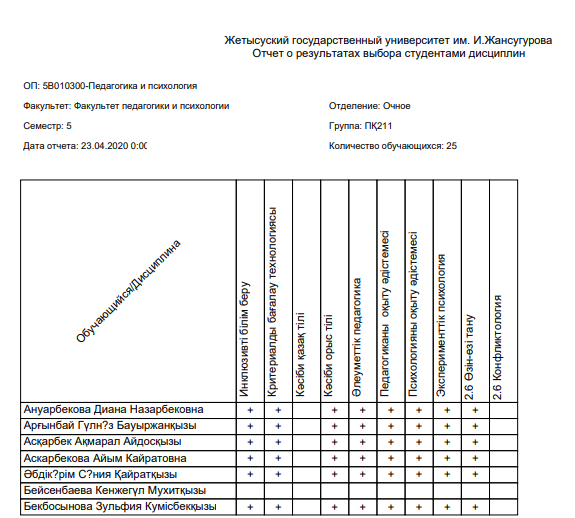 Жетысуский государственный университет им. И.Жансугурова
Отчет о результатах выбора студентами дисциплин
ОП: 5B010300-Педагогика и психология
Факультет: Факультет педагогики и психологии
Отделение: Очное
Семестр: 5
Группа: ПҚ211
Дата отчета: 23.04.2020 0:00
Количество обучающихся: 25
Обучающийся/Дисциплина
Инклюзивті білім беру
Критериалды бағалау технологиясы
Кәсіби қазақ тілі
Кәсіби орыс тілі
Әлеуметтік педагогика
Педагогиканы оқыту әдістемесі
Психологияны оқыту әдістемесі
Эксперименттік психология
2.6 Өзін-өзі тану
2.6 Конфликтология
Ануарбекова Диана Назарбековна + + + + + + + +
Арғынбай Гүлн?з Бауыржанқызы + + + + + + + +
Асқарбек Ақмарал Айдосқызы + + + + + + + +
Аскарбекова Айым Кайратовна + + + + + + + +
Әбдік?рім С?ния Қайратқызы + + + + + + + +
Бейсенбаева Кенжегүл Мухитқызы
Бекбосынова Зульфия Кумісбекқызы + + + + + + + +